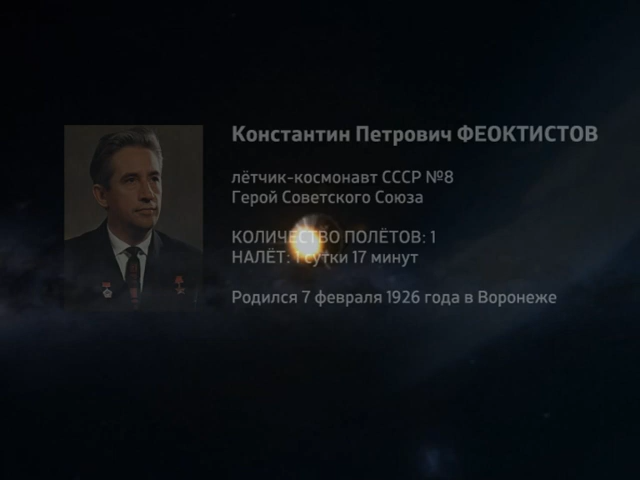 Константин Петрович ФЕОКТИСТОВ
лётчик-космонавт СССР №8
Герой Советского Союза
КОЛИЧЕСТВО ПОЛЁТОВ: 1
НАЛЁТ: 1 сутки 17 минут
Родился 7 февраля 1926 года в Воронеже